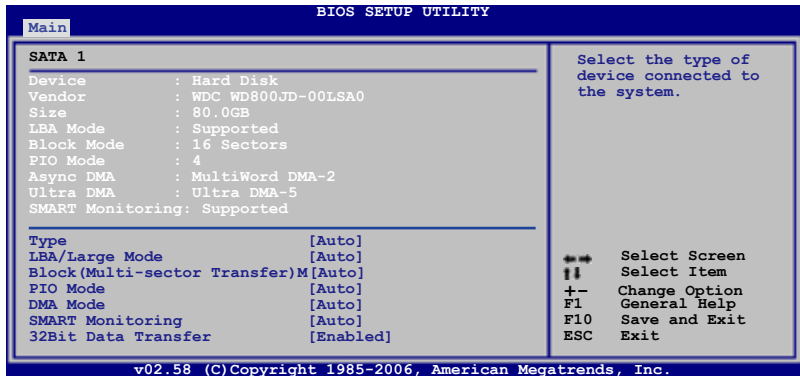 BIOS SETUP UTILITY
Main
SATA 1
Device : Hard Disk
Vendor : WDC WD800JD-00LSA0
Size : 80.0GB
LBA Mode : Supported
Block Mode : 16 Sectors
PIO Mode : 4
Async DMA : MultiWord DMA-2
Ultra DMA : Ultra DMA-5
SMART Monitoring: Supported
Type [Auto]
LBA/Large Mode [Auto]
Block(Multi-sector Transfer)M[Auto]
PIO Mode [Auto]
DMA Mode [Auto]
SMART Monitoring [Auto]
32Bit Data Transfer [Enabled]
Select the type of
device connected to
the system.
←→ Select Screen
↑↓ Select Item
+- Change Option
F1 General Help
F10 Save and Exit
ESC Exit
v02.58 (C)Copyright 1985-2006, American Megatrends, Inc.